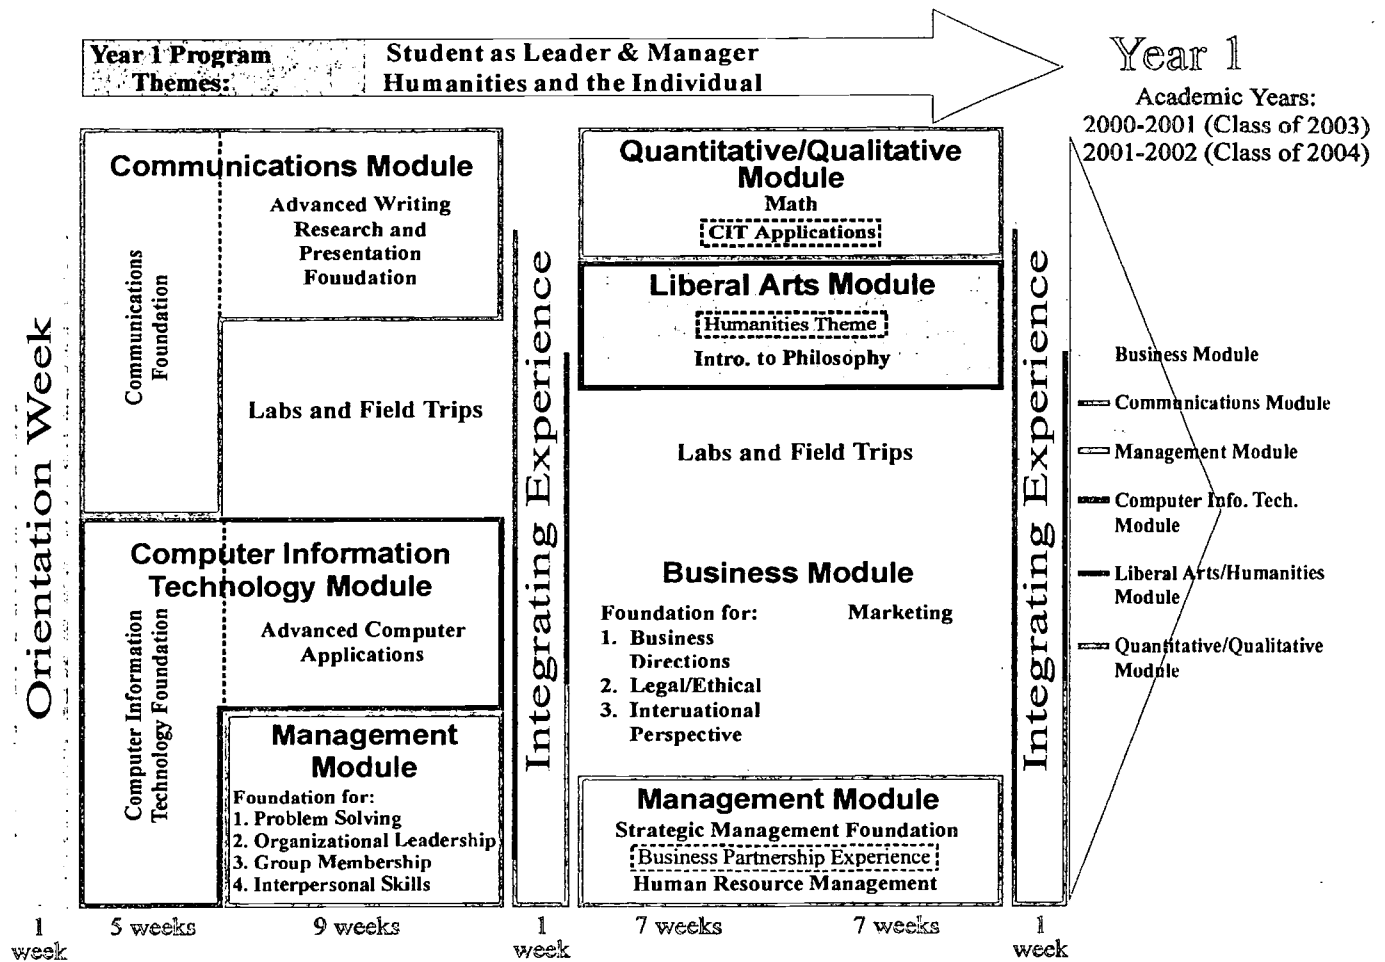 Year 1 Program
Themes:
Student as Leader & Manager
Humanities and the Individual
Year 1
Academic Years:
2000-2001 (Class of 2003)
2001-2002 (Class of 2004)
Orientation Week
Communications Module
Advanced Writing
Research and
Presentation
Fouudation
Communications
Foundation
Labs and Field Trips
Computer Information
Technology Module
Advanced Computer
Applications
Computer Information
Technology Foundation
Management
Module
Foundation for:
1. Problem Solving
2. Organizational Leadership
3. Group Membership
4. Interpersonal Skills
Integrating Experience
Quantitative/Qualitative
Module
Math
CIT Applications
Liberal Arts Module
Humanities Theme
Intro. to Philosophy
Labs and Field Trips
Business Module
Foundation for:
1. Business
Directions
2. Legal/Ethical
3. Interuational
Perspective
Marketing
Management Module
Strategic Management Foundation
Business Partnership Experience
Human Resource Management
Integrating Experience
Business Module
Communications Module
Management Module
Computer Info. Tech.
Module
Liberal Arts/Humanities
Module
Quantitative/Qualitative
Module
1
week
5 weeks
9 weeks
1
week
7 weeks
7 weeks
1
week